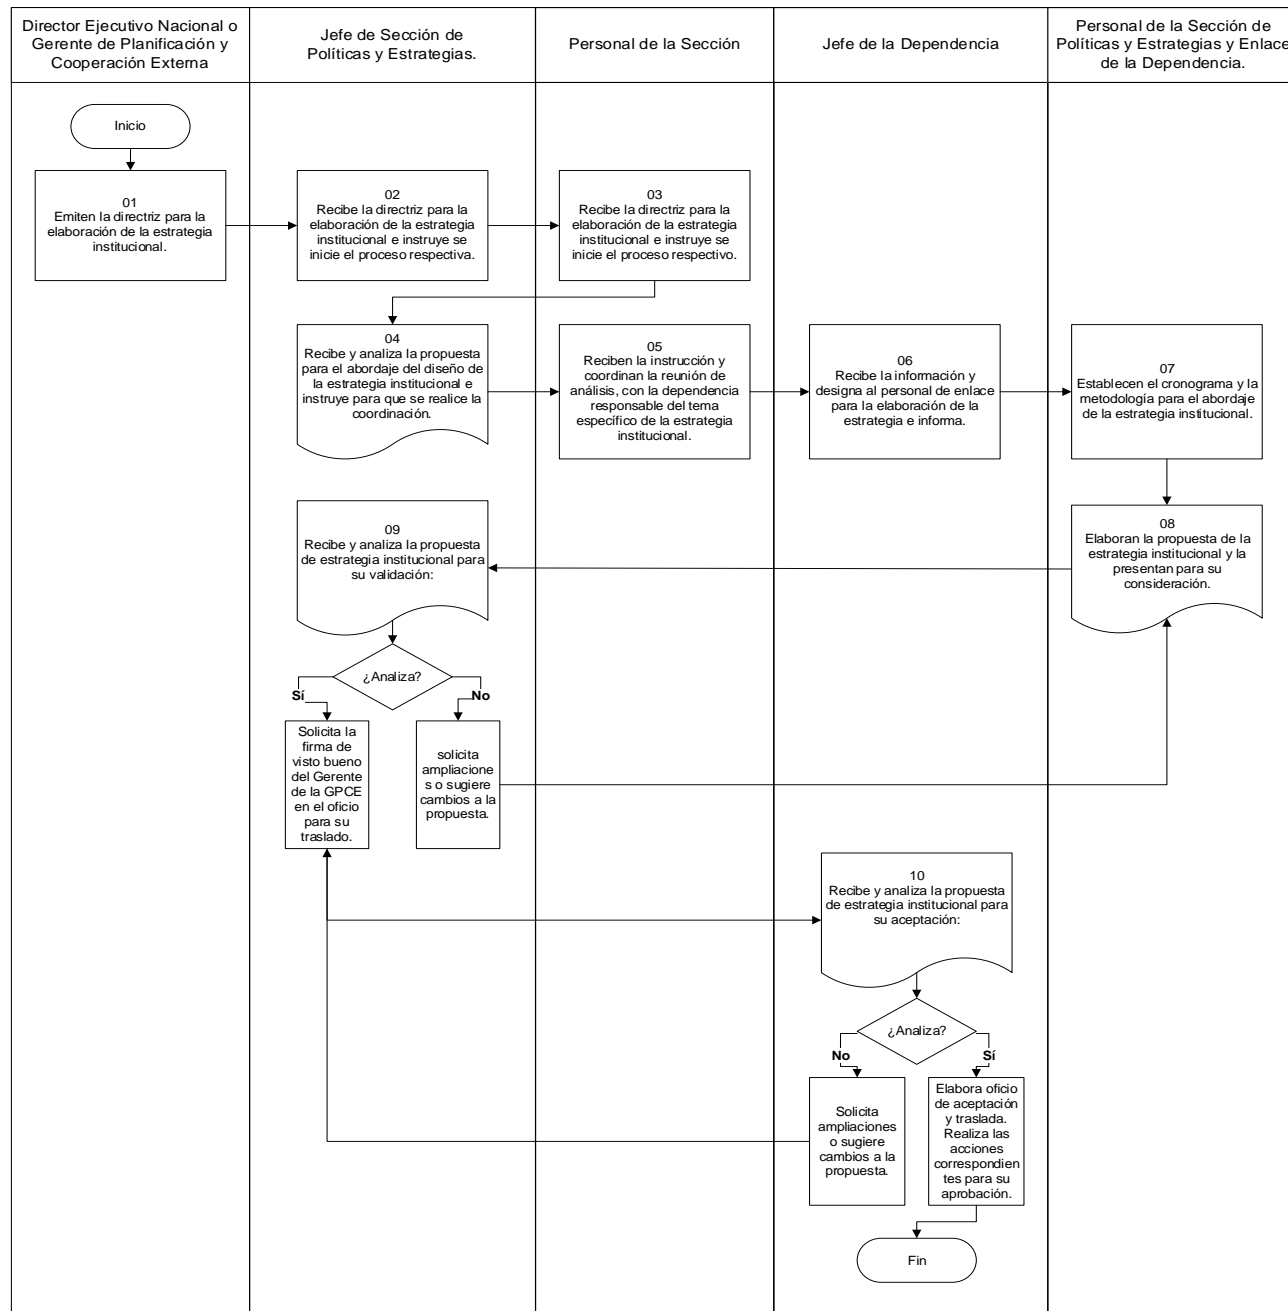 Director Ejecutivo Nacional o
Gerente de Planificación y
Cooperación Externa
Jefe de Sección de
Políticas y Estrategias.
Personal de la Sección
Jefe de la Dependencia
Personal de la Sección de
Políticas y Estrategias y Enlace
de la Dependencia.
Inicio
01
Emiten la directriz para la
elaboración de la estrategia
institucional.
02
Recibe la directriz para la
elaboración de la estrategia
institucional e instruye se
inicie el proceso respectiva.
03
Recibe la directriz para la
elaboración de la estrategia
institucional e instruye se
inicie el proceso respectivo.
04
Recibe y analiza la propuesta
para el abordaje del diseño de
la estrategia institucional e
instruye para que se realice la
coordinación.
05
Reciben la instrucción y
coordinan la reunión de
análisis, con la dependencia
responsable del tema
específico de la estrategia
institucional.
06
Recibe la información y
designa al personal de enlace
para la elaboración de la
estrategia e informa.
07
Establecen el cronograma y la
metodología para el abordaje
de la estrategia institucional.
08
Elaboran la propuesta de la
estrategia institucional y la
presentan para su
consideración.
09
Recibe y analiza la propuesta
de estrategia institucional para
su validación:
¿Analiza?
Sí
No
Solicita la
firma de
visto bueno
del Gerente
de la GPCE
en el oficio
para su
traslado.
solicita
ampliacione
s o sugiere
cambios a la
propuesta.
10
Recibe y analiza la propuesta
de estrategia institucional para
su aceptación:
¿Analiza?
No
Sí
Solicita
ampliaciones
o sugiere
cambios a la
propuesta.
Elabora oficio
de aceptación
y traslada.
Realiza las
acciones
correspondien
tes para su
aprobación.
Fin